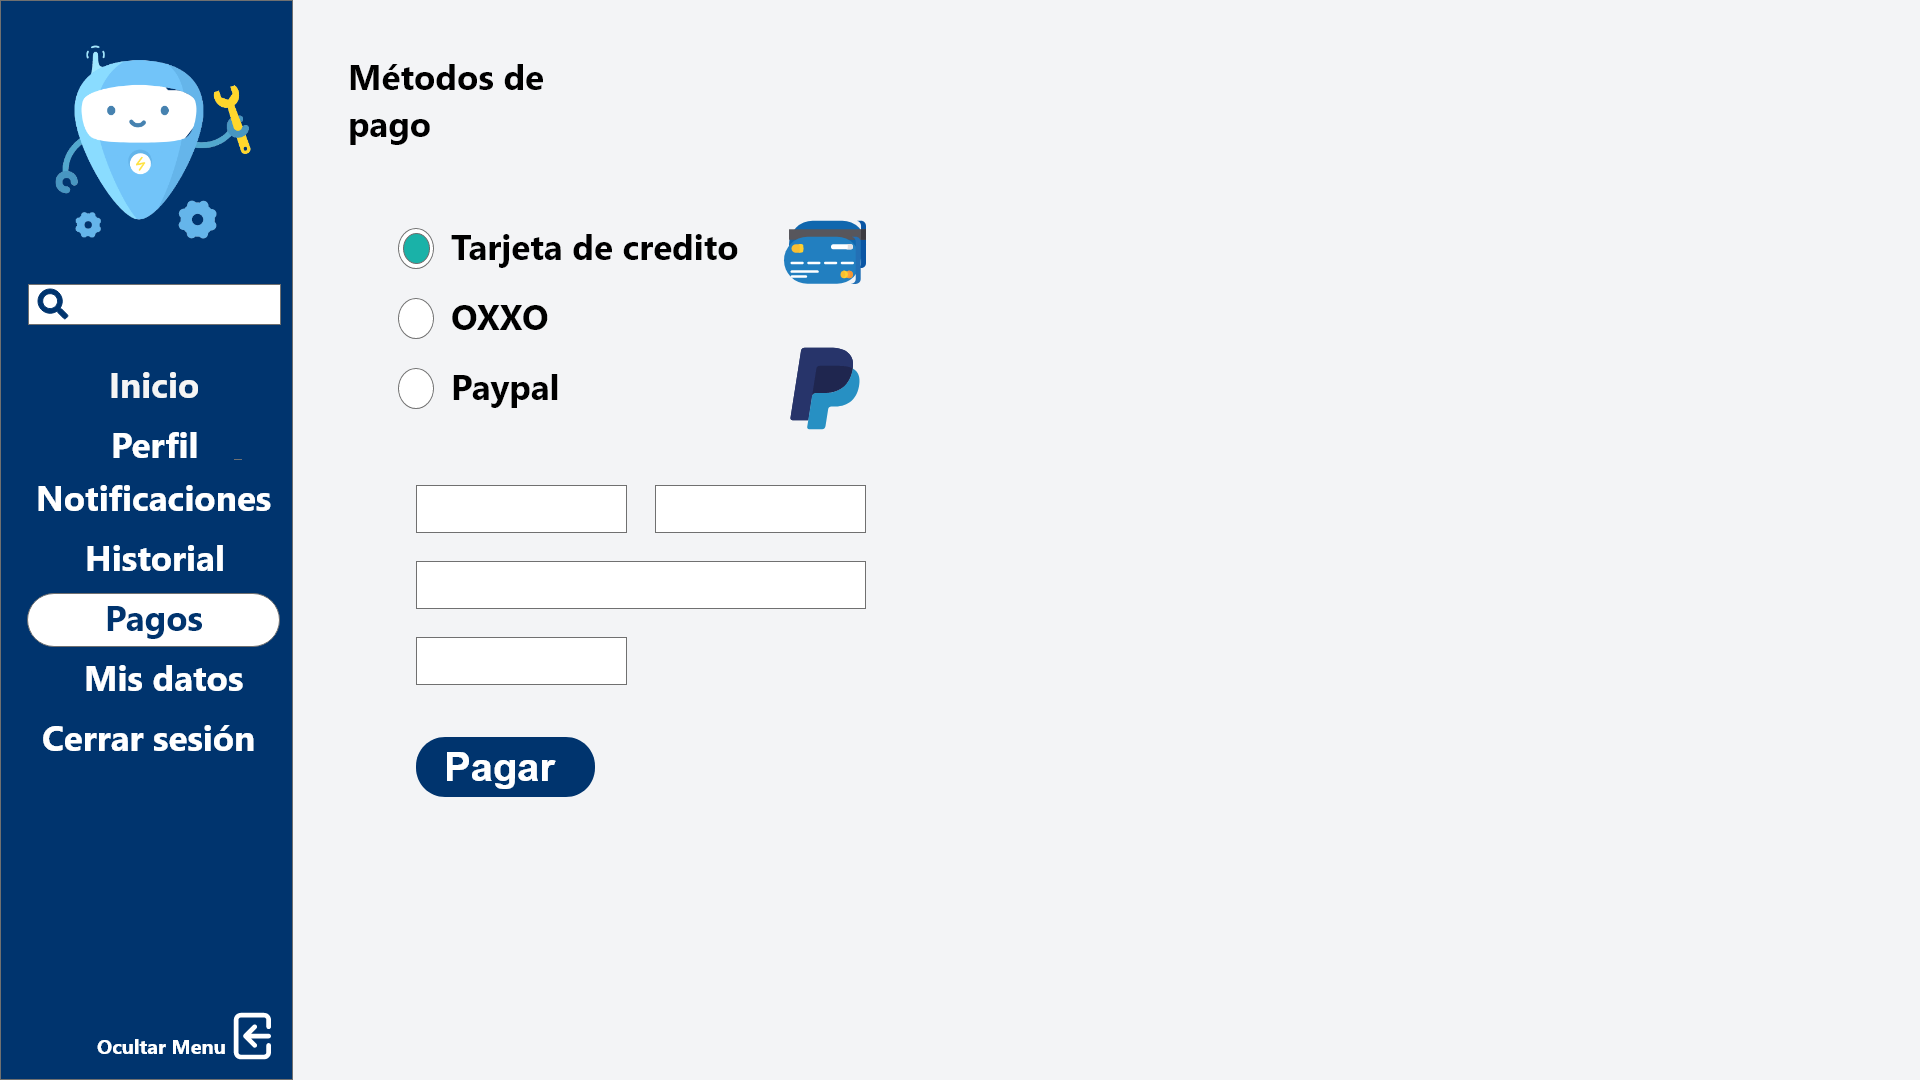 Métodos de
pago
Tarjeta de credito
OXXO
Paypal
Inicio
Perfil
Notificaciones
Historial
Pagos
Mis datos
Cerrar sesión
Pagar
Ocultar Menu